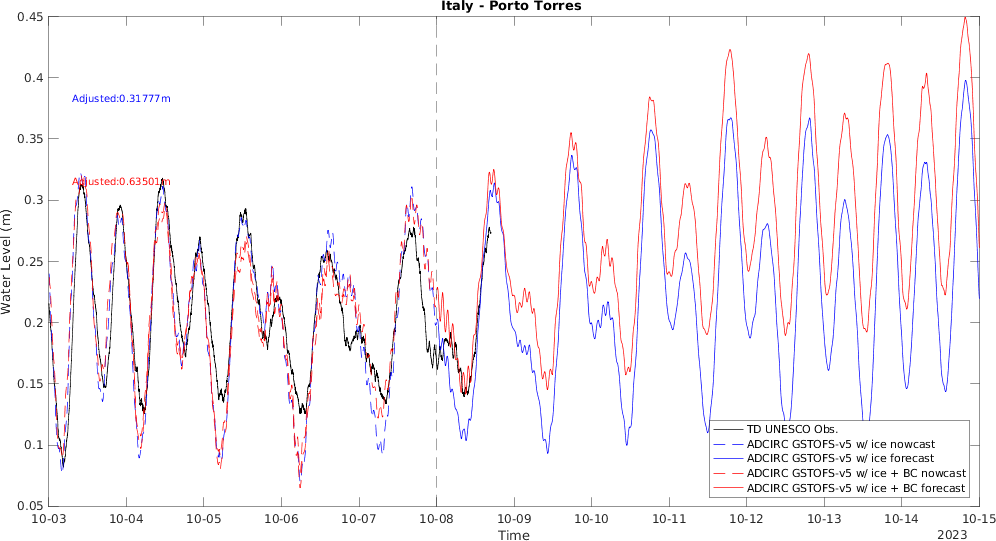 Italy - Porto Torres
Water Level (m)
0.45
0.4
0.35
0.3
0.25
0.2
0.15
0.1
0.05
Adjusted:0.31777m
Adjusted:0.63501m
TD UNESCO Obs.
ADCIRC GSTOFS-v5 w/ ice nowcast
ADCIRC GSTOFS-v5 w/ ice forecast
ADCIRC GSTOFS-v5 w/ ice + BC nowcast
ADCIRC GSTOFS-v5 w/ ice + BC forecast
10-03 10-04 10-05 10-06 10-07 10-08 10-09 10-10 10-11 10-12 10-13 10-14 10-15
Time
2023